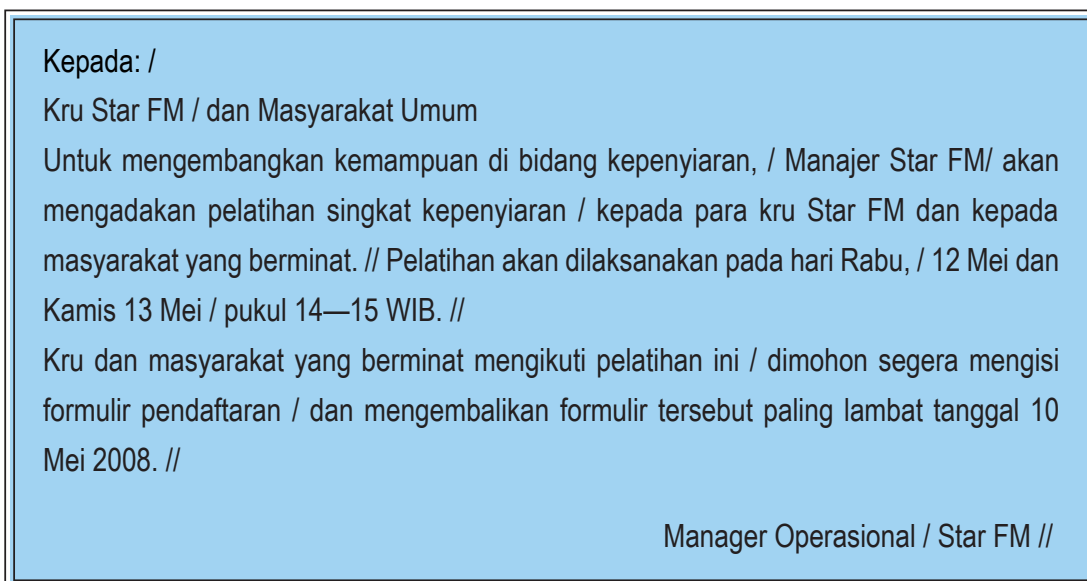 Kepada: /
Kru Star FM / dan Masyarakat Umum
Untuk mengembangkan kemampuan di bidang kepenyiaran, / Manajer Star FM/ akan
mengadakan pelatihan singkat kepenyiaran / kepada para kru Star FM dan kepada
masyarakat yang berminat. // Pelatihan akan dilaksanakan pada hari Rabu, / 12 Mei dan
Kamis 13 Mei / pukul 14—15 WIB. //
Kru dan masyarakat yang berminat mengikuti pelatihan ini / dimohon segera mengisi
formulir pendaftaran / dan mengembalikan formulir tersebut paling lambat tanggal 10
Mei 2008. //
Manager Operasional / Star FM //